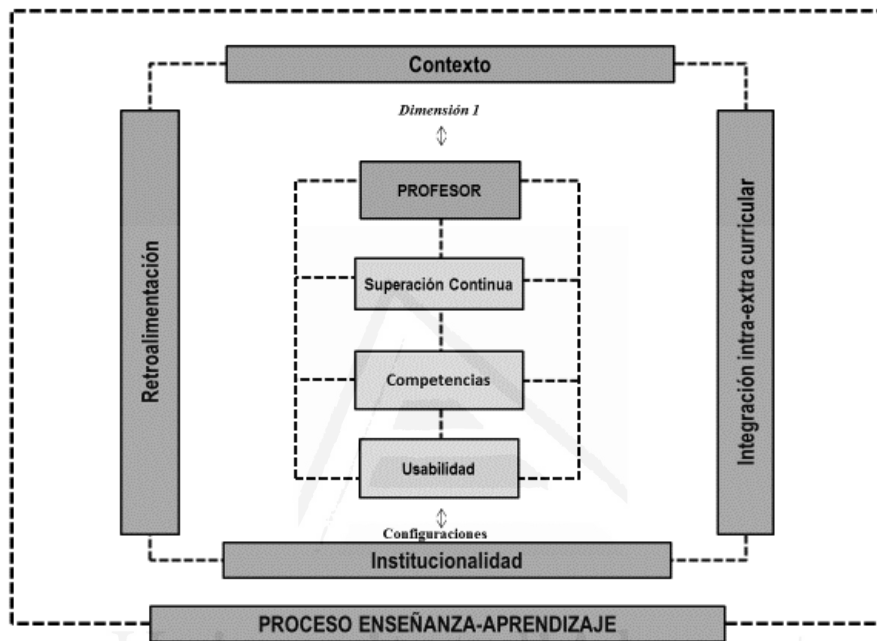 Contexto
Dimensión 1
PROFESOR
Superación Continua
Competencias
Usabilidad
Configuraciones
Retroalimentación
Integración intra-extra curricular
Institucionalidad
PROCESO ENSEÑANZA-APRENDIZAJE